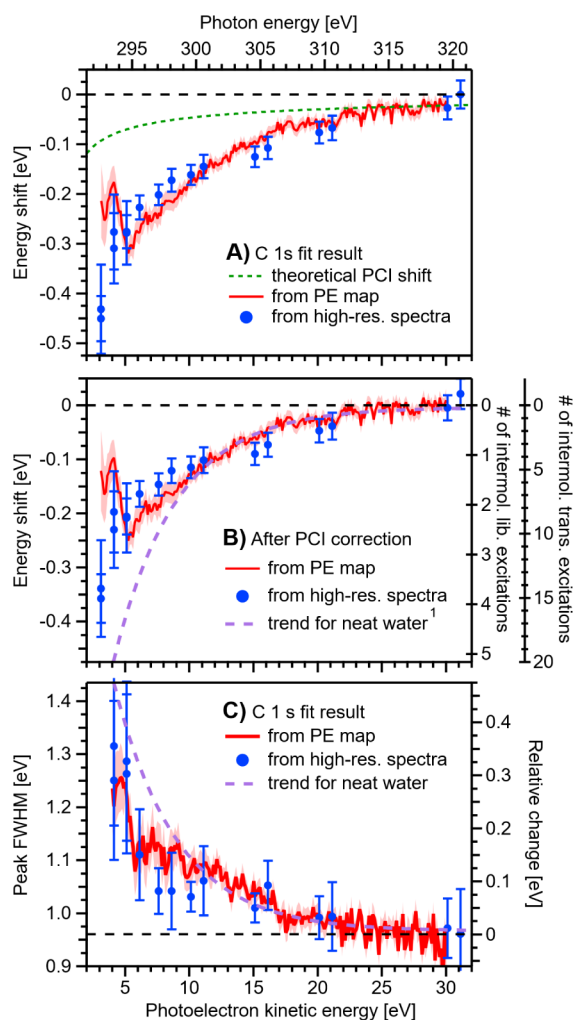 Photon energy [eV]
295 300 305 310 315 320
0
-0.1
-0.2
-0.3
-0.4
-0.5
Energy shift [eV]
A) C 1s fit result
theoretical PCI shift
from PE map
from high-res. spectra
0
-0.1
-0.2
-0.3
-0.4
Energy shift [eV]
B) After PCI correction
from PE map
from high-res. spectra
trend for neat water1
0
1
2
3
4
5
# of intermol. lib. excitations
0
5
10
15
20
# of intermol. trans. excitations
1.4
1.3
1.2
1.1
1.0
0.9
Peak FWHM [eV]
C) C 1 s fit result
from PE map
from high-res. spectra
trend for neat water
0.4
0.3
0.2
0.1
0
Relative change [eV]
5 10 15 20 25 30
Photoelectron kinetic energy [eV]